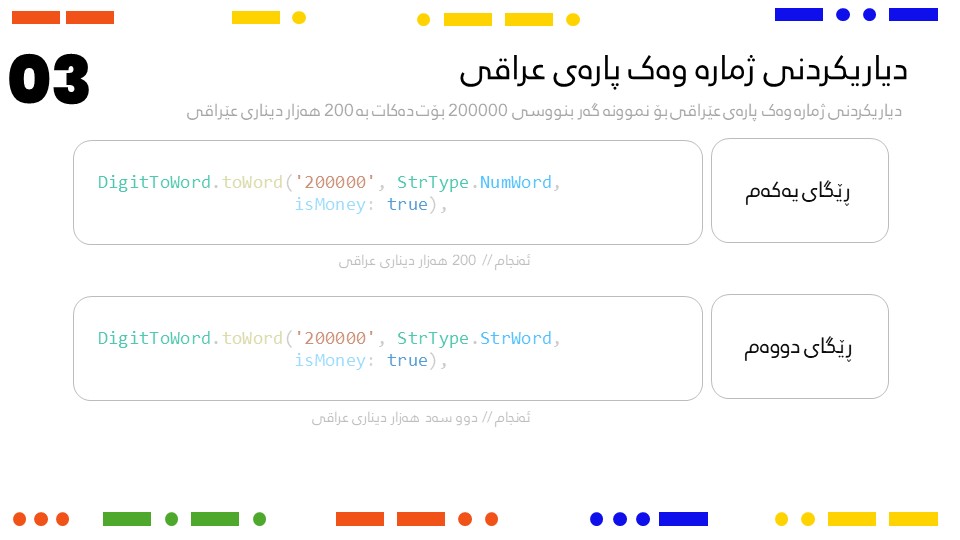 03
دیاریکردنی ژمارە وەک پارەی عراقی
دیاریکردنی ژمارە وەک پارەی عێراقی بۆ نموونە گەر بنووسی 200000 بۆت دەکات بە 200 هەزار دیناری عێراقی
ڕێگای یەکەم
DigitToWord.toWord('200000', StrType.NumWord,
isMoney: true),
ئەنجام // 200 هەزار دیناری عراقی
ڕێگای دووەم
DigitToWord.toWord('200000', StrType.StrWord,
isMoney: true),
ئەنجام // دوو سەد هەزار دیناری عراقی